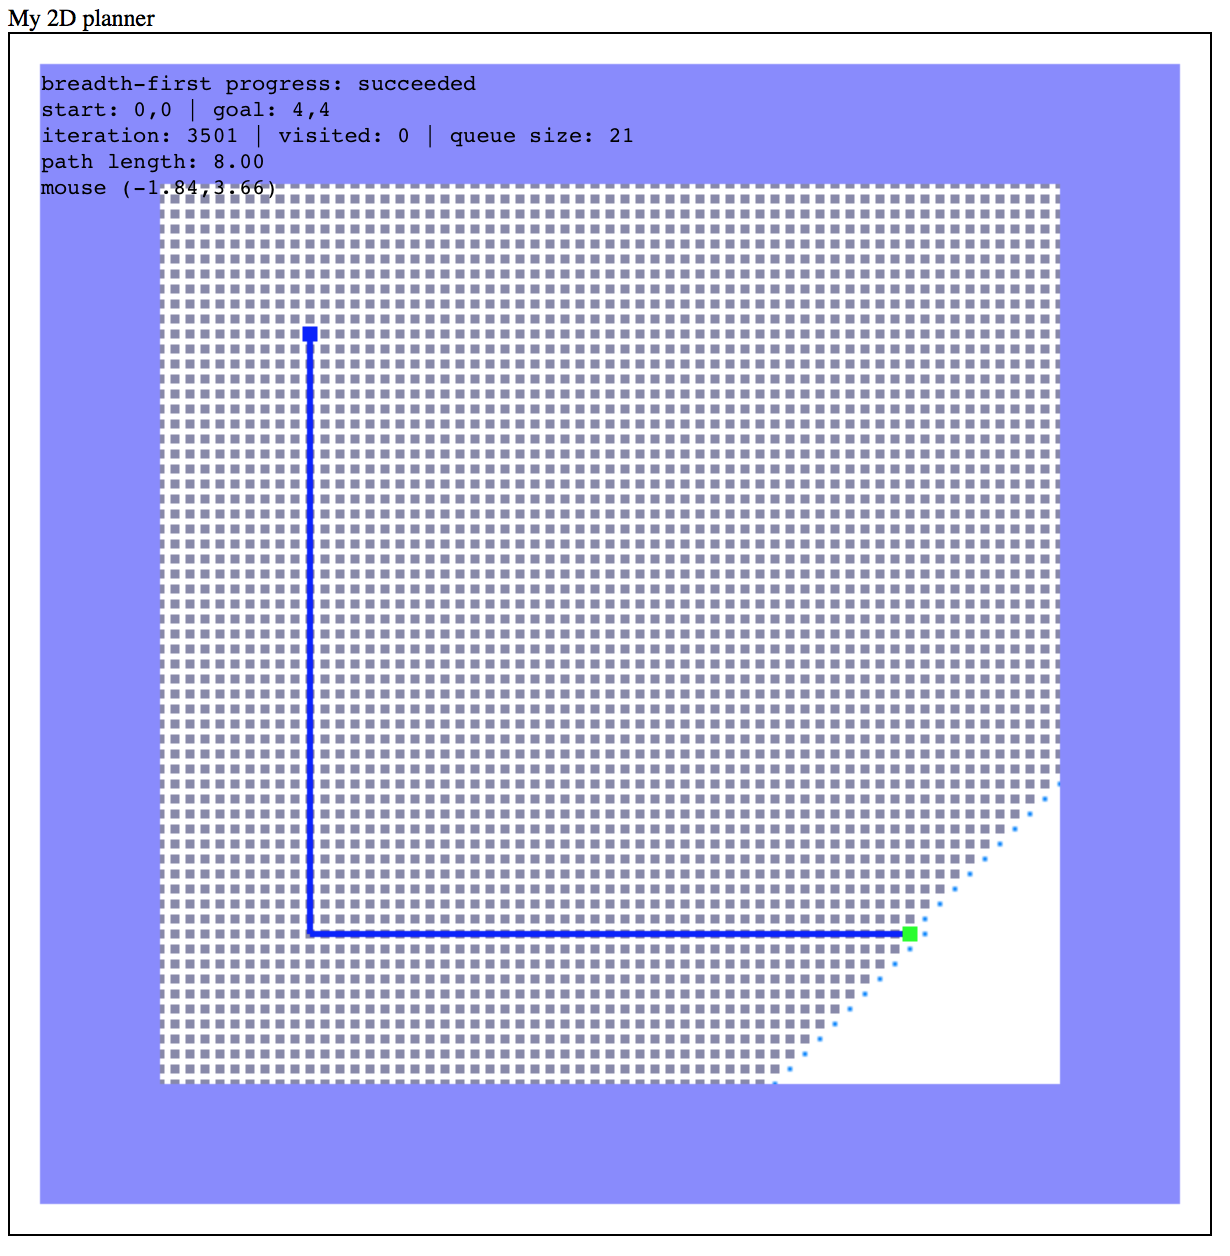 My 2D planner
breadth-first progress: succeeded
start: 0,0 | goal: 4,4
iteration: 3501 | visited: 0 | queue size: 21
path length: 8.00
mouse (-1.84,3.66)